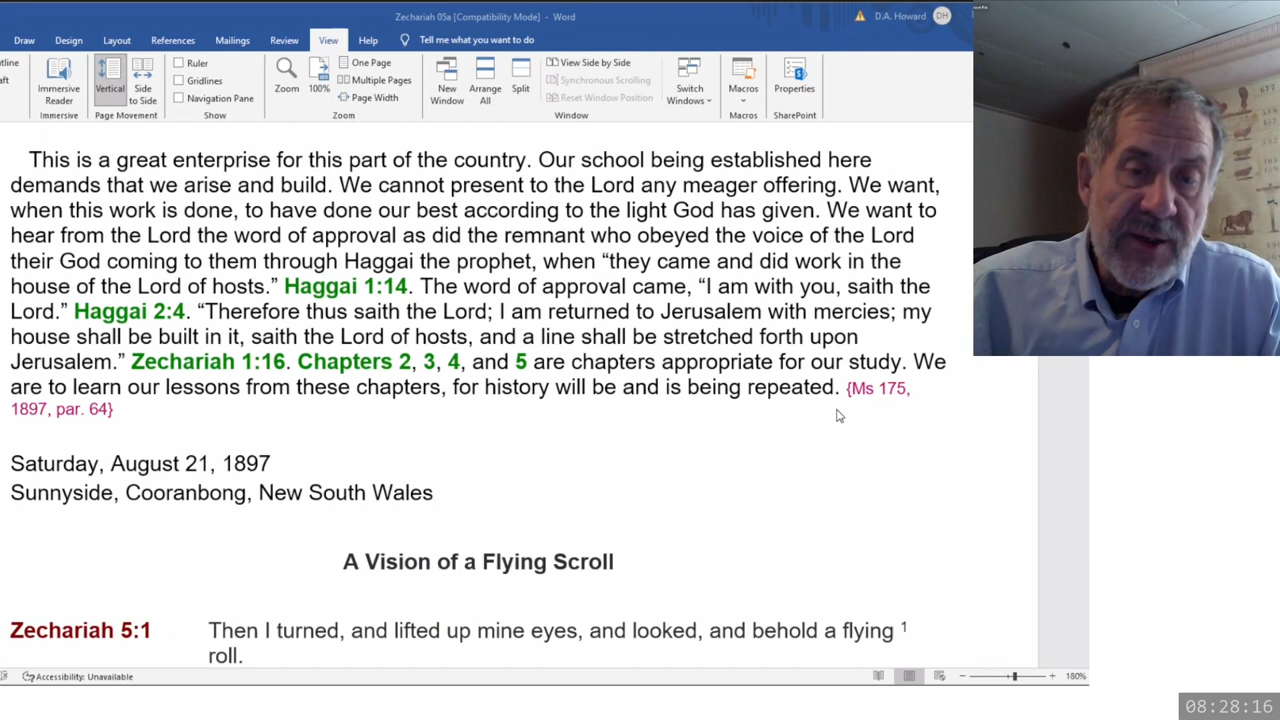 Zechariah 05a [Compatibility Mode] - Word
D.A. Howard DH
Draw Design Layout References Mailings Review View Help Tell me what you want to do
Immersive Reader
Immersive
Vertical
Side to Side
Page Movement
Ruler
Gridlines
Navigation Pane
Show
Zoom
100%
One Page
Multiple Pages
Page Width
Zoom
New Window
Arrange All
Split
View Side by Side
Synchronous Scrolling
Reset Window Position
Switch Windows
Window
Macros
Macros
Properties
SharePoint
This is a great enterprise for this part of the country. Our school being established here
demands that we arise and build. We cannot present to the Lord any meager offering. We want,
when this work is done, to have done our best according to the light God has given. We want to
hear from the Lord the word of approval as did the remnant who obeyed the voice of the Lord
their God coming to them through Haggai the prophet, when “they came and did work in the
house of the Lord of hosts.” Haggai 1:14. The word of approval came, “I am with you, saith the
Lord.” Haggai 2:4. “Therefore thus saith the Lord; I am returned to Jerusalem with mercies; my
house shall be built in it, saith the Lord of hosts, and a line shall be stretched forth upon
Jerusalem.” Zechariah 1:16. Chapters 2, 3, 4, and 5 are chapters appropriate for our study. We
are to learn our lessons from these chapters, for history will be and is being repeated. {Ms 175,
1897, par. 64}
Saturday, August 21, 1897
Sunnyside, Cooranbong, New South Wales
A Vision of a Flying Scroll
Zechariah 5:1 Then I turned, and lifted up mine eyes, and looked, and behold a flying 1
roll.
Accessibility: Unavailable
180%
08:28:16